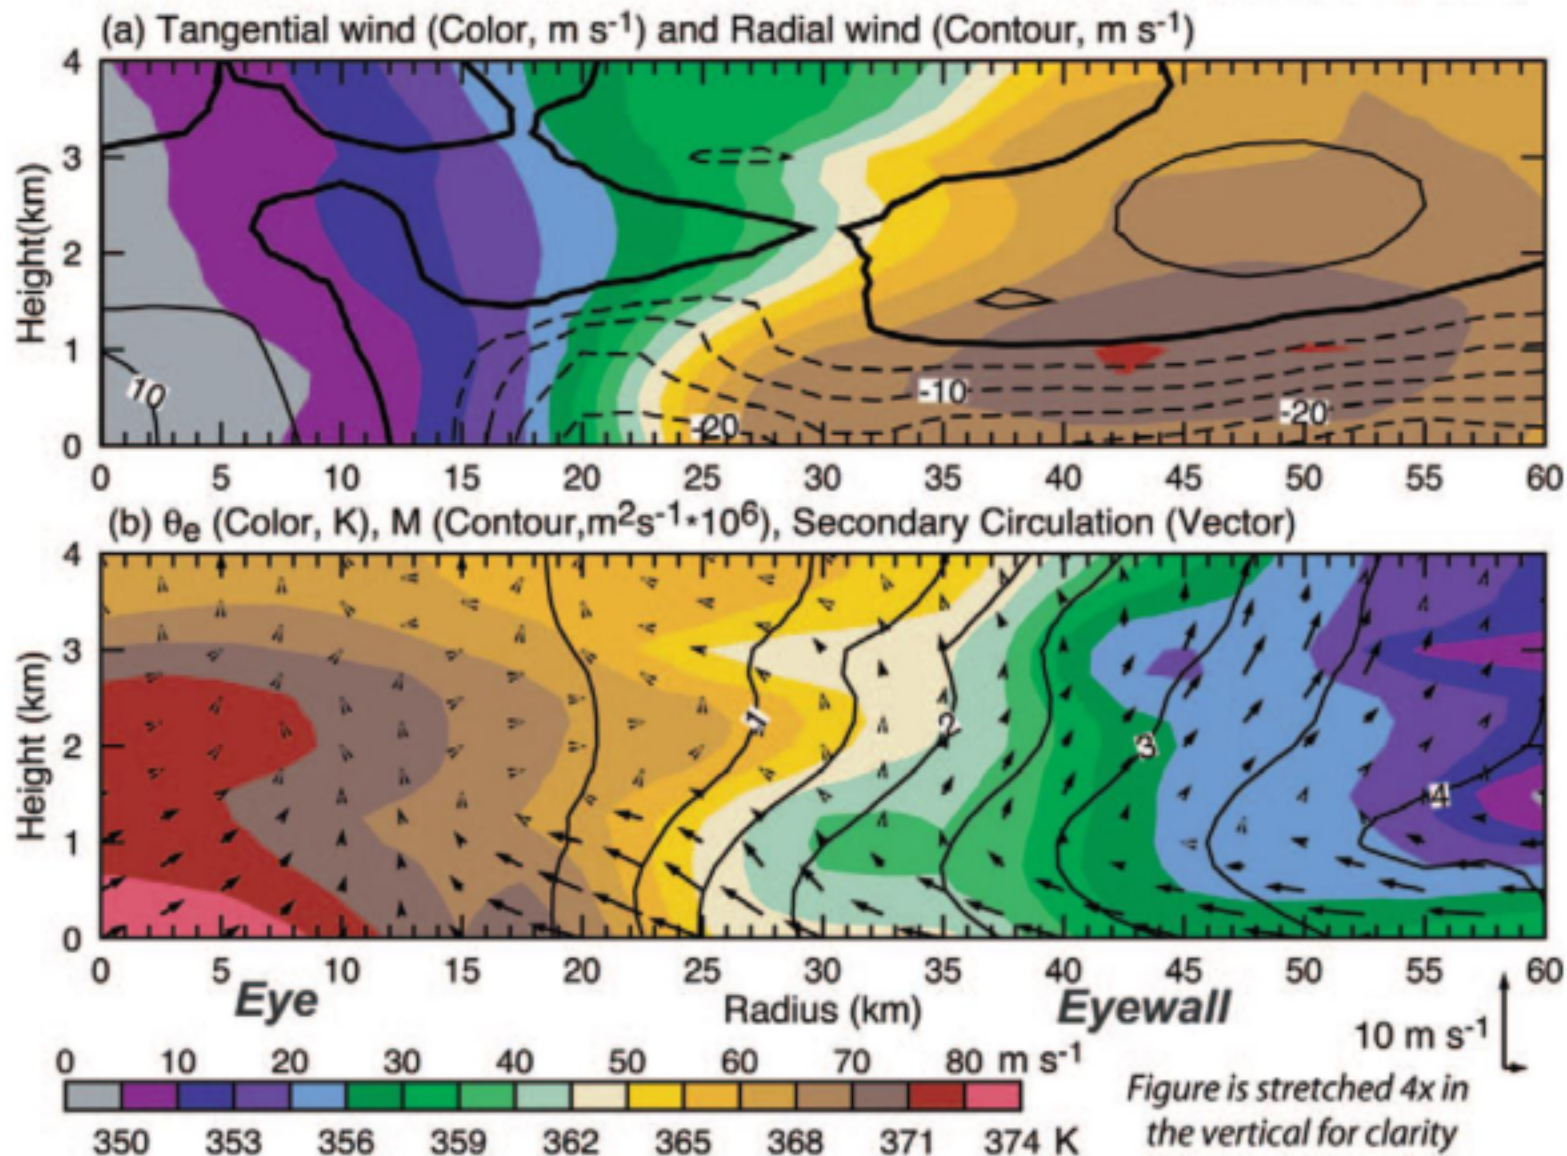 (a) Tangential wind (Color, m s⁻¹) and Radial wind (Contour, m s⁻¹)
4
3
2
1
0
Height(km)
10
-10
-20
-20
0 5 10 15 20 25 30 35 40 45 50 55 60
(b) θe (Color, K), M (Contour,m²s⁻¹*10⁶), Secondary Circulation (Vector)
4
3
2
1
0
Height (km)
1
2
3
4
0 5 10 15 20 25 30 35 40 45 50 55 60
Eye
Radius (km)
Eyewall
10 m s⁻¹
0 10 20 30 40 50 60 70 80 m s⁻¹
350 353 356 359 362 365 368 371 374 K
Figure is stretched 4x in
the vertical for clarity